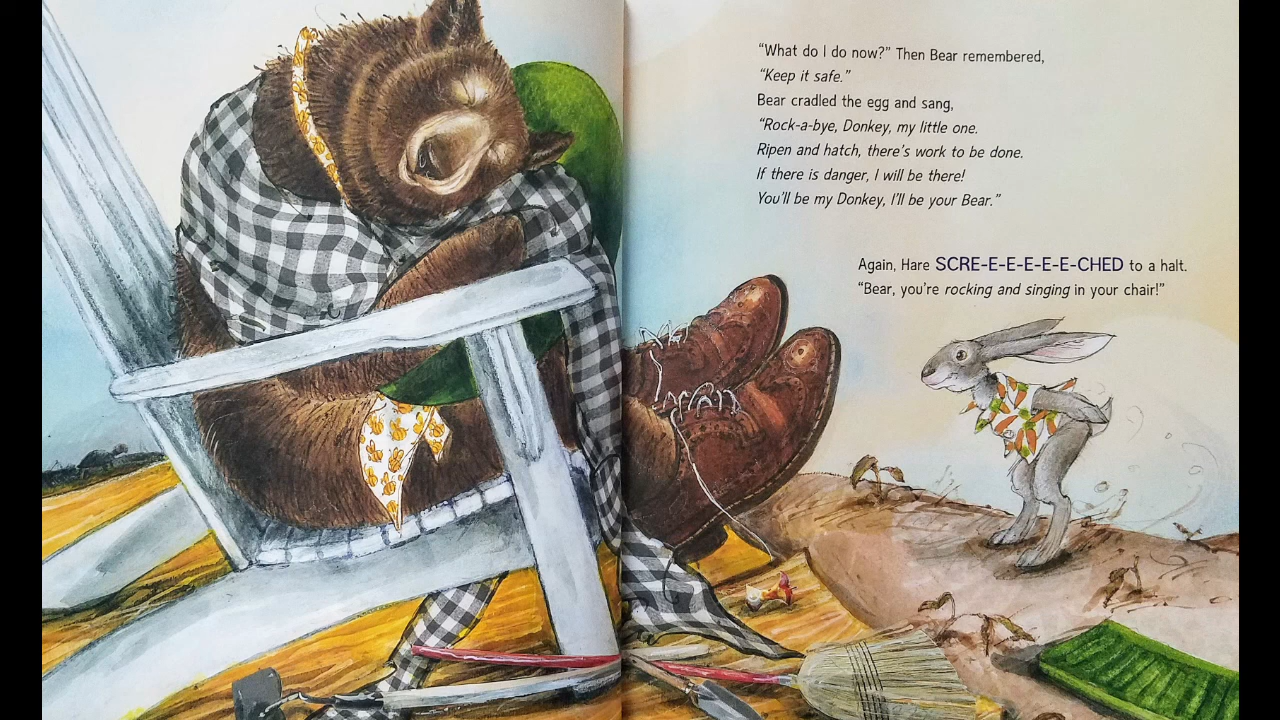 “What do I do now?” Then Bear remembered,
“Keep it safe.”
Bear cradled the egg and sang,
“Rock-a-bye, Donkey, my little one.
Ripen and hatch, there’s work to be done.
If there is danger, I will be there!
You’ll be my Donkey, I’ll be your Bear.”
Again, Hare SCRE-E-E-E-E-E-CHED to a halt.
“Bear, you’re rocking and singing in your chair!”